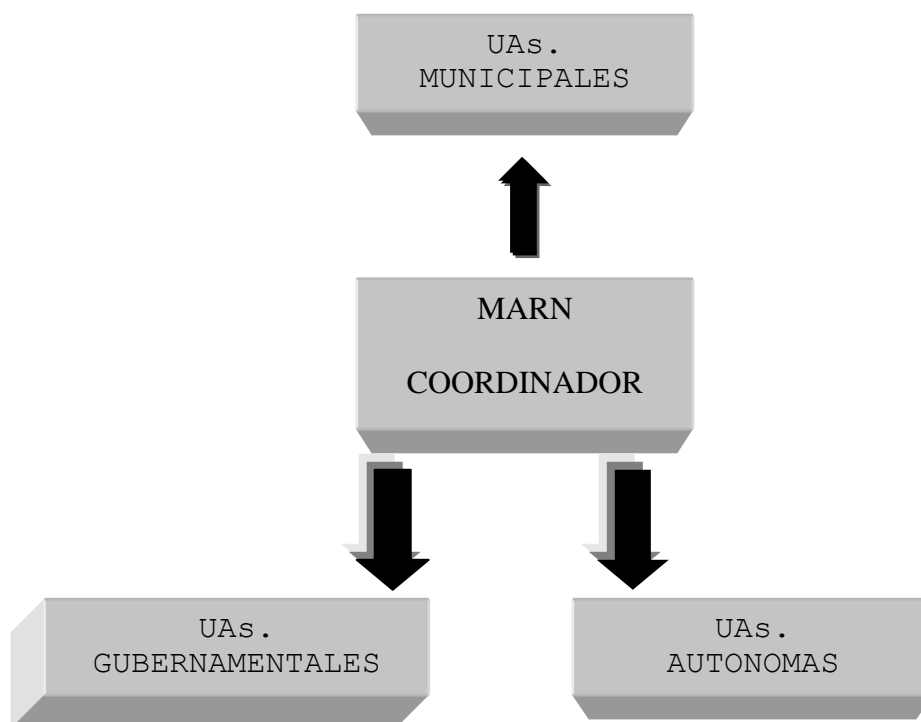 UAs.
MUNICIPALES
MARN
COORDINADOR
UAs.
GUBERNAMENTALES
UAs.
AUTONOMAS